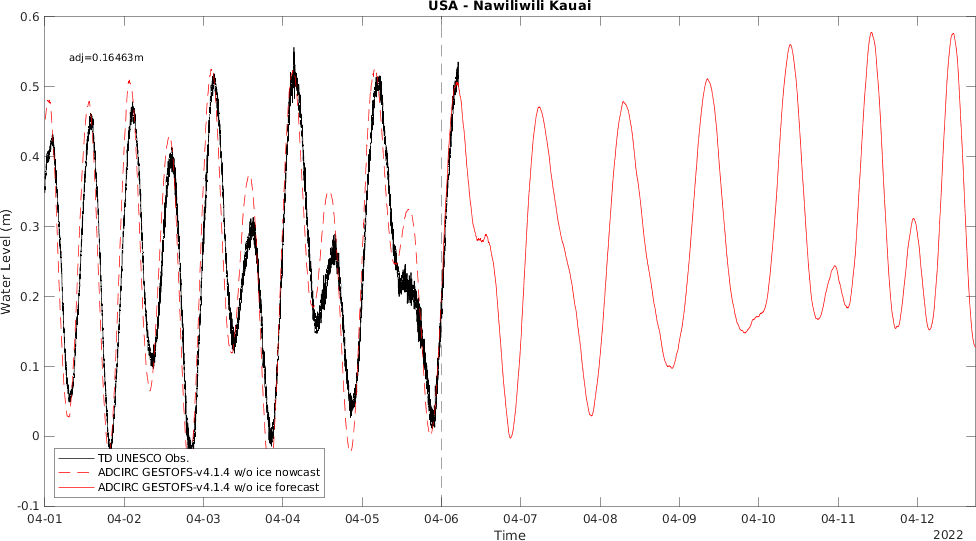 USA - Nawiliwili Kauai
adj=0.16463m
0.6
0.5
0.4
0.3
0.2
0.1
0
-0.1
Water Level (m)
TD UNESCO Obs.
ADCIRC GESTOFS-v4.1.4 w/o ice nowcast
ADCIRC GESTOFS-v4.1.4 w/o ice forecast
04-01 04-02 04-03 04-04 04-05 04-06 04-07 04-08 04-09 04-10 04-11 04-12
Time
2022